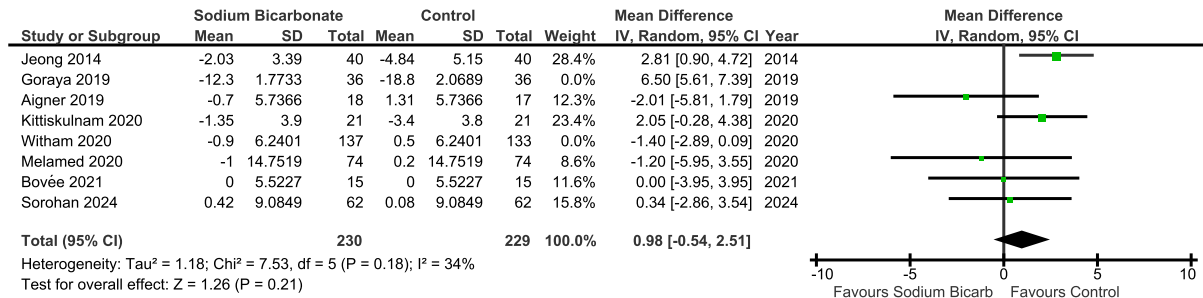 Sodium Bicarbonate Control Mean Difference Mean Difference
Study or Subgroup Mean SD Total Mean SD Total Weight IV, Random, 95% CI Year IV, Random, 95% CI
Jeong 2014 -2.03 3.39 40 -4.84 5.15 40 28.4% 2.81 [0.90, 4.72] 2014
Goraya 2019 -12.3 1.7733 36 -18.8 2.0689 36 0.0% 6.50 [5.61, 7.39] 2019
Aigner 2019 -0.7 5.7366 18 1.31 5.7366 17 12.3% -2.01 [-5.81, 1.79] 2019
Kittiskulnam 2020 -1.35 3.9 21 -3.4 3.8 21 23.4% 2.05 [-0.28, 4.38] 2020
Witham 2020 -0.9 6.2401 137 0.5 6.2401 133 0.0% -1.40 [-2.89, 0.09] 2020
Melamed 2020 -1 14.7519 74 0.2 14.7519 74 8.6% -1.20 [-5.95, 3.55] 2020
Bovée 2021 0 5.5227 15 0 5.5227 15 11.6% 0.00 [-3.95, 3.95] 2021
Sorohan 2024 0.42 9.0849 62 0.08 9.0849 62 15.8% 0.34 [-2.86, 3.54] 2024
Total (95% CI) 230 229 100.0% 0.98 [-0.54, 2.51]
Heterogeneity: Tau² = 1.18; Chi² = 7.53, df = 5 (P = 0.18); I² = 34%
Test for overall effect: Z = 1.26 (P = 0.21)
-10 -5 0 5 10
Favours Sodium Bicarb Favours Control